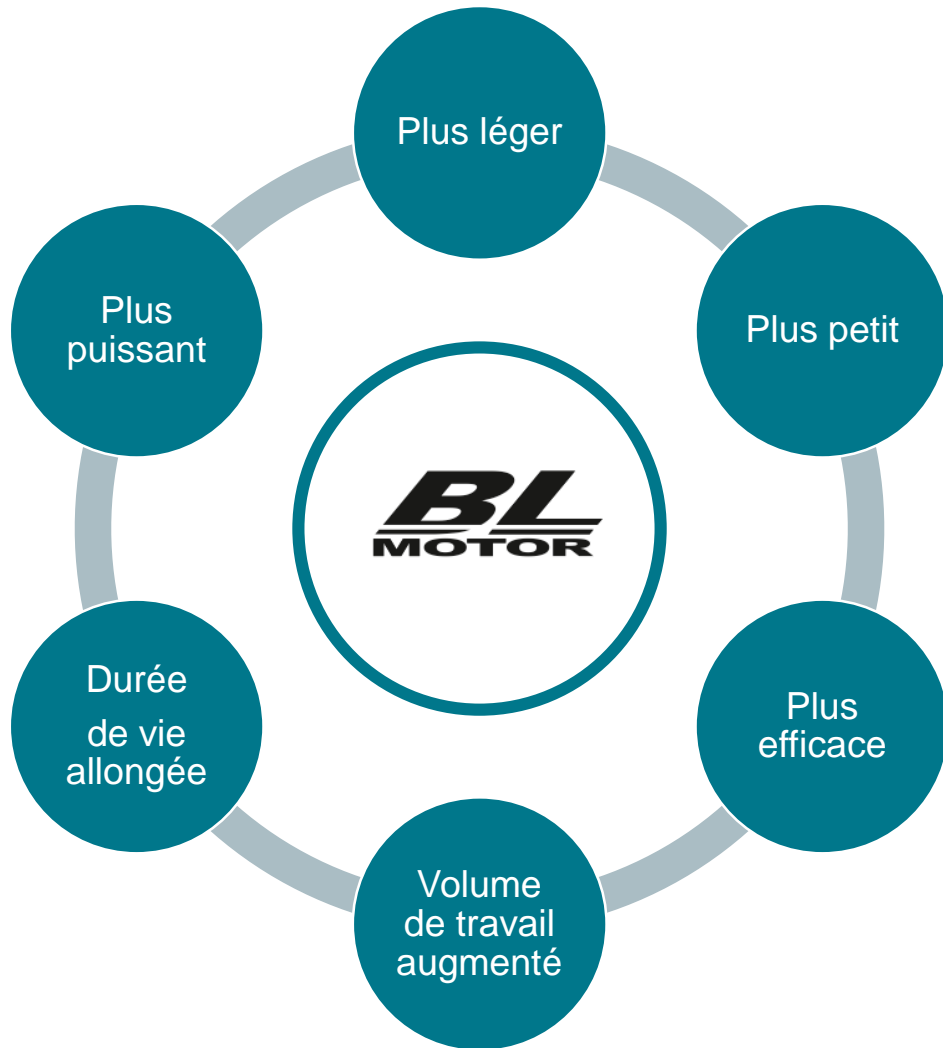 Plus léger
Plus petit
Plus
efficace
Volume
de travail
augmenté
Durée
de vie
allongée
Plus
puissant
BL
MOTOR